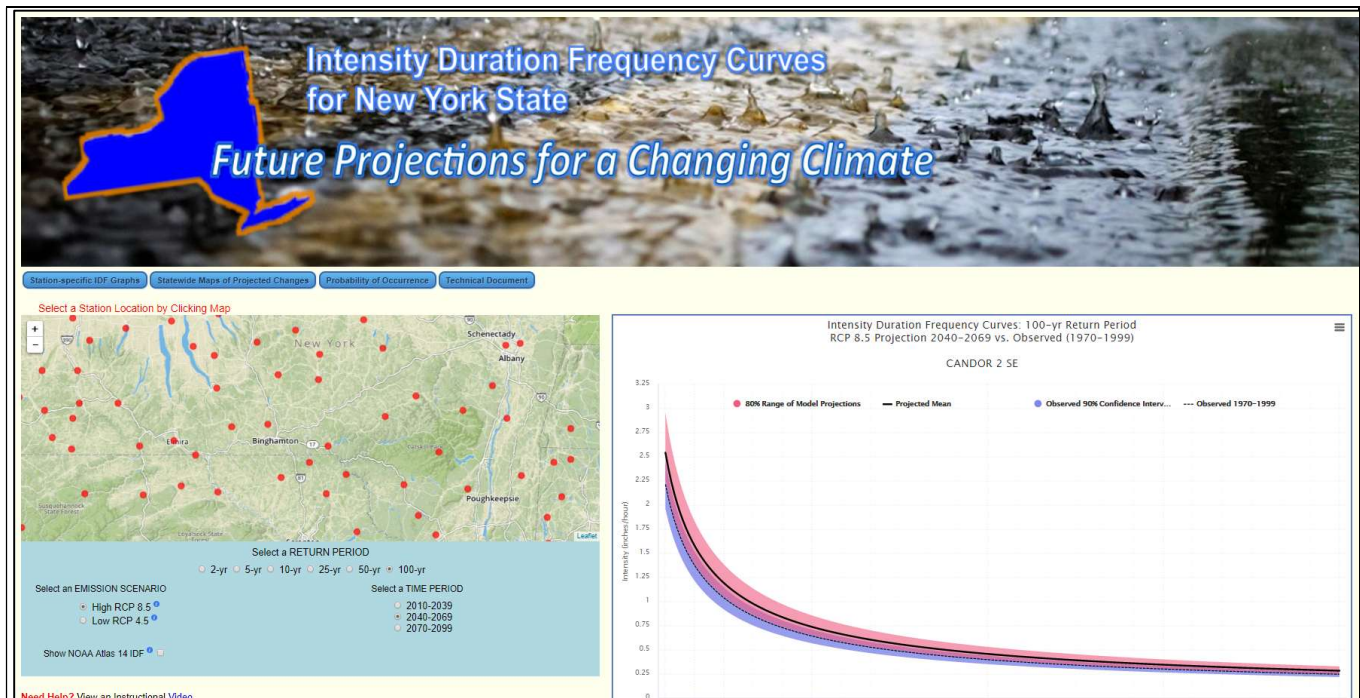 Intensity Duration Frequency Curves
for New York State
Future Projections for a Changing Climate
Station-specific IDF Graphs
Statewide Maps of Projected Changes
Probability of Occurrence
Technical Document
Select a Station Location by Clicking Map
+
−
New York
Schenectady
Albany
Elmira
Binghamton
17
81
90
Poughkeepsie
Susquehannock
State Forest
Leaflet
Select a RETURN PERIOD
2-yr 5-yr 10-yr 25-yr 50-yr 100-yr
Select an EMISSION SCENARIO
High RCP 8.5
Low RCP 4.5
Select a TIME PERIOD
2010-2039
2040-2069
2070-2099
Show NOAA Atlas 14 IDF
Need Help? View an Instructional Video
Intensity Duration Frequency Curves: 100-yr Return Period
RCP 8.5 Projection 2040-2069 vs. Observed (1970-1999)
CANDOR 2 SE
80% Range of Model Projections
Projected Mean
Observed 90% Confidence Interv...
Observed 1970-1999
Intensity (inches/hour)
3.25
3
2.75
2.5
2.25
2
1.75
1.5
1.25
1
0.75
0.5
0.25
0